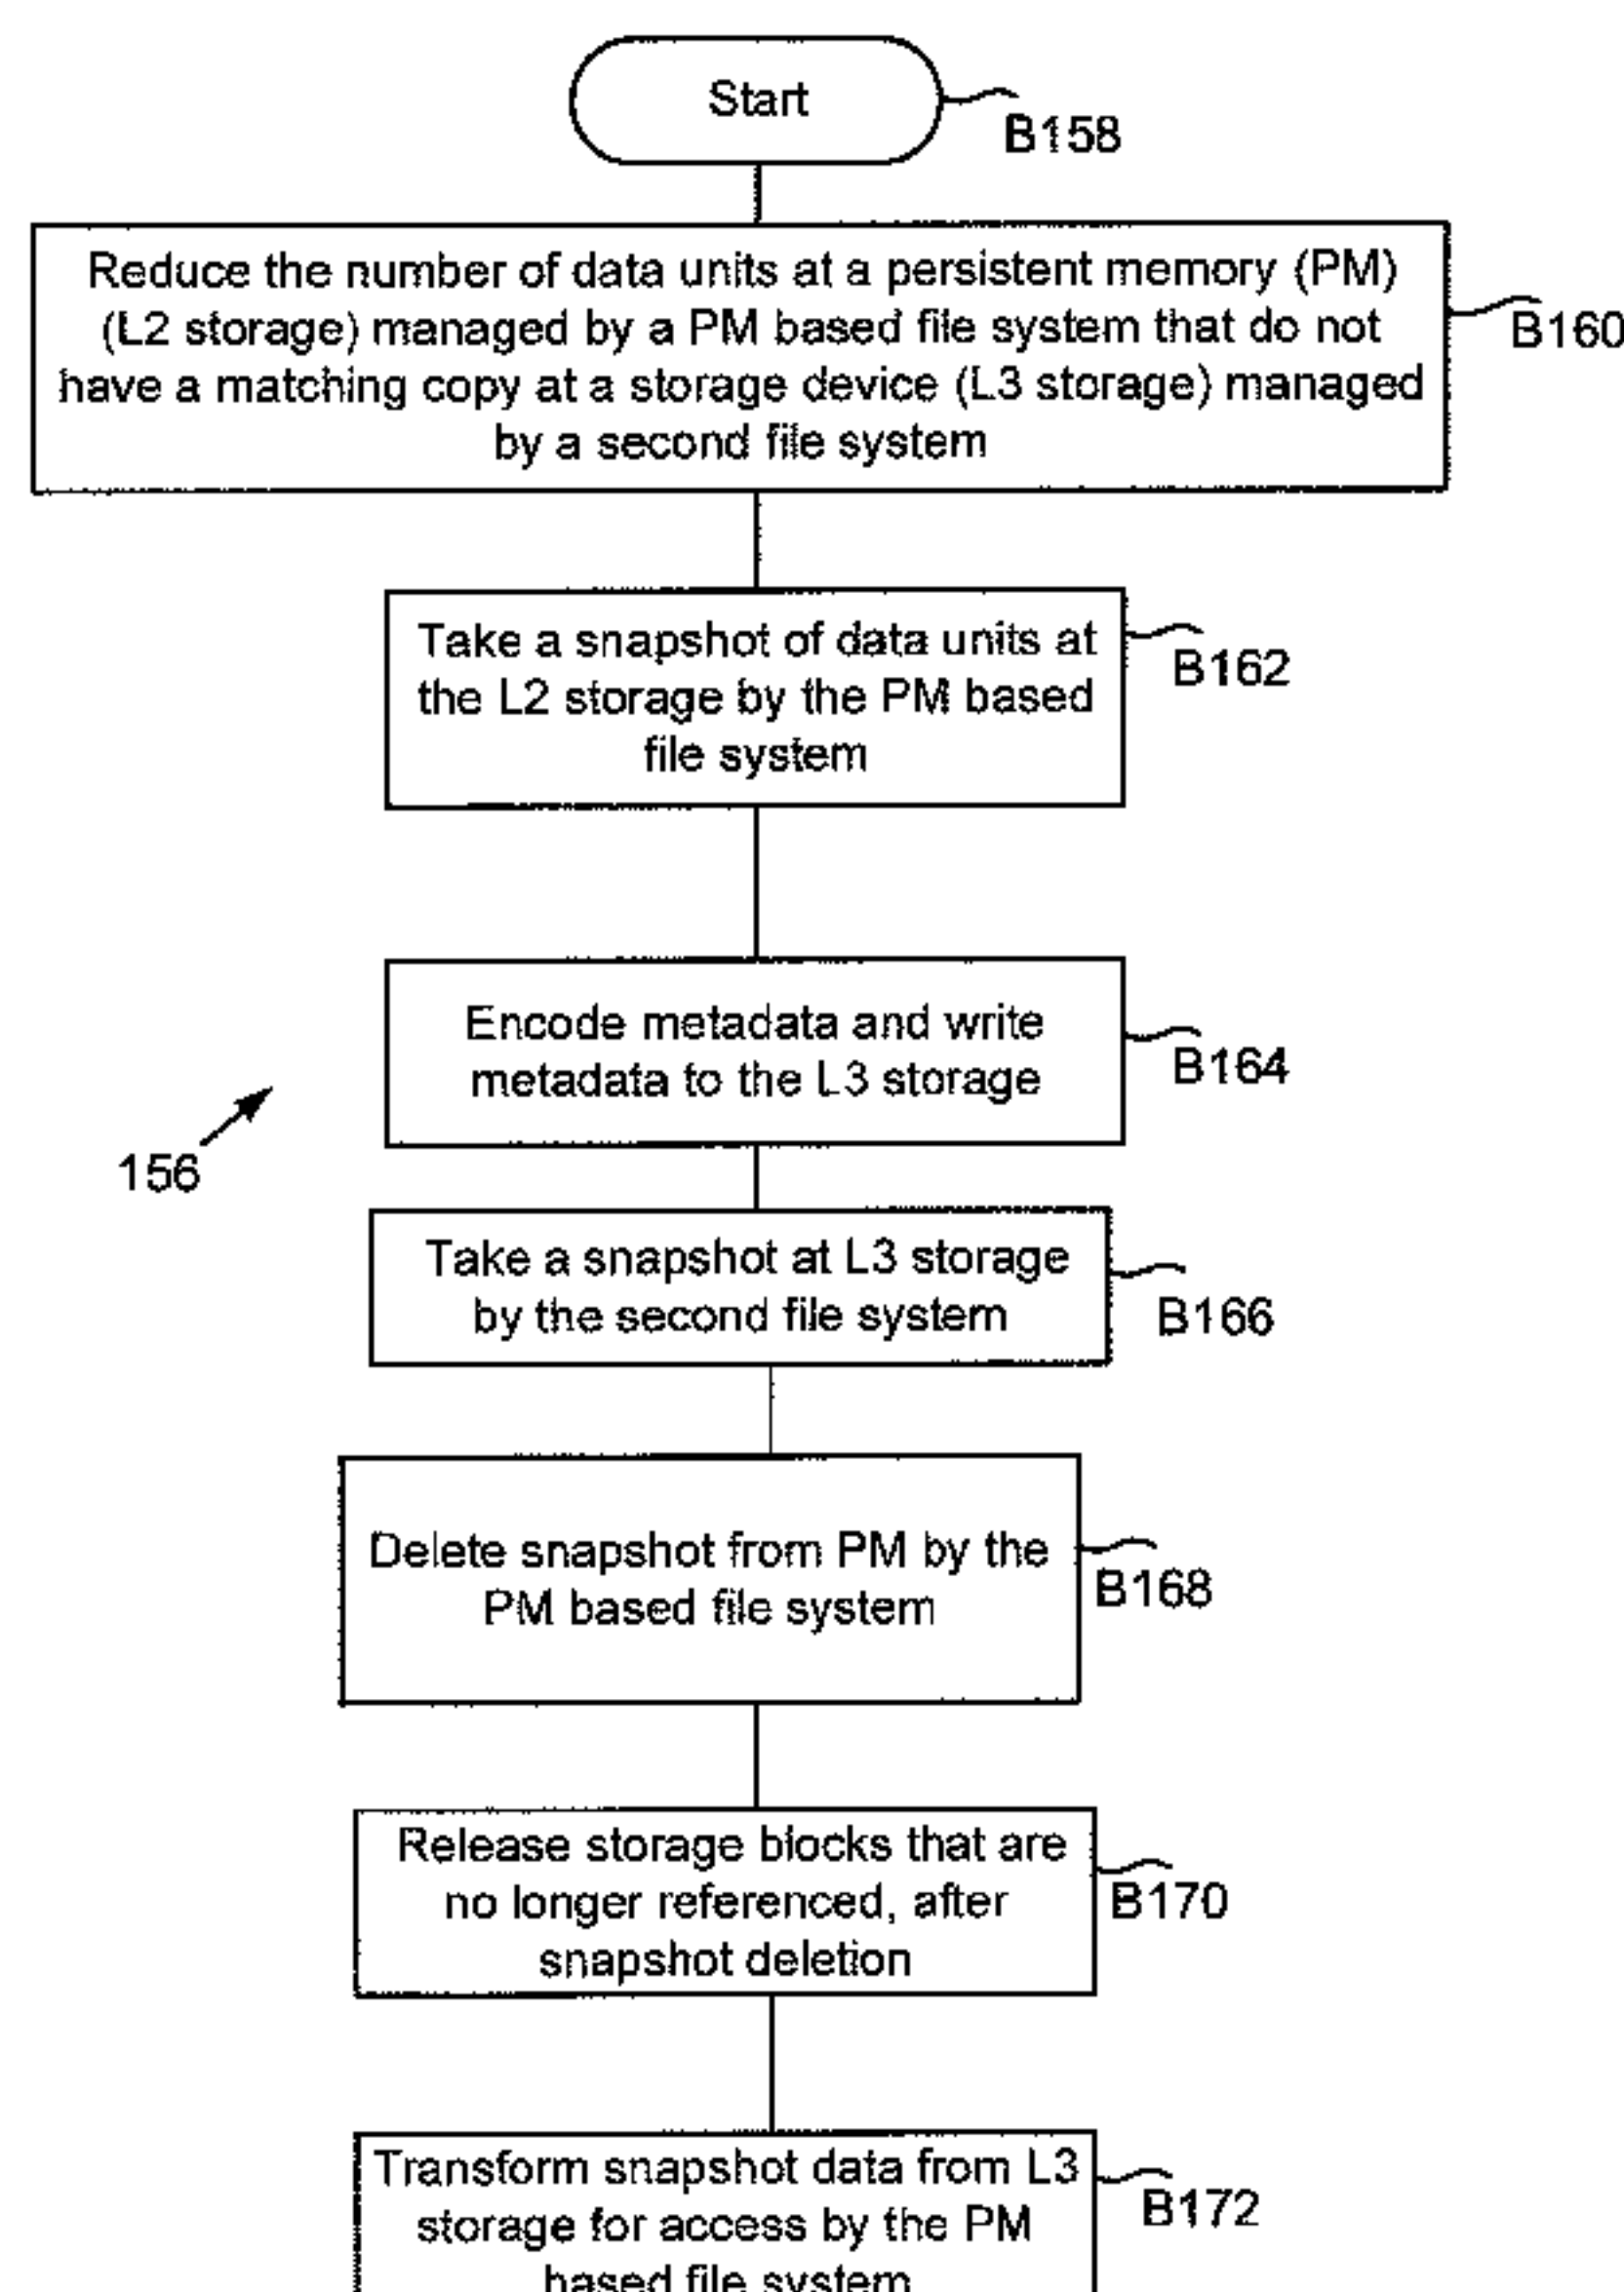 Start
B158
Reduce the number of data units at a persistent memory (PM)
(L2 storage) managed by a PM based file system that do not
have a matching copy at a storage device (L3 storage) managed
by a second file system
B160
Take a snapshot of data units at
the L2 storage by the PM based
file system
B162
Encode metadata and write
metadata to the L3 storage
B164
156
Take a snapshot at L3 storage
by the second file system
B166
Delete snapshot from PM by the
PM based file system
B168
Release storage blocks that are
no longer referenced, after
snapshot deletion
B170
Transform snapshot data from L3
storage for access by the PM
based file system
B172